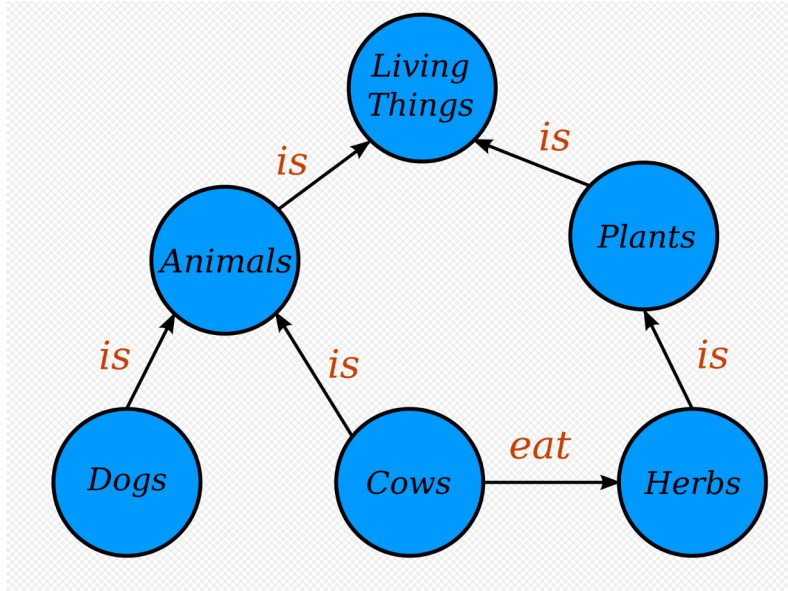 Living
Things
is
is
Plants
Animals
is
is
is
eat
Dogs
Cows
Herbs